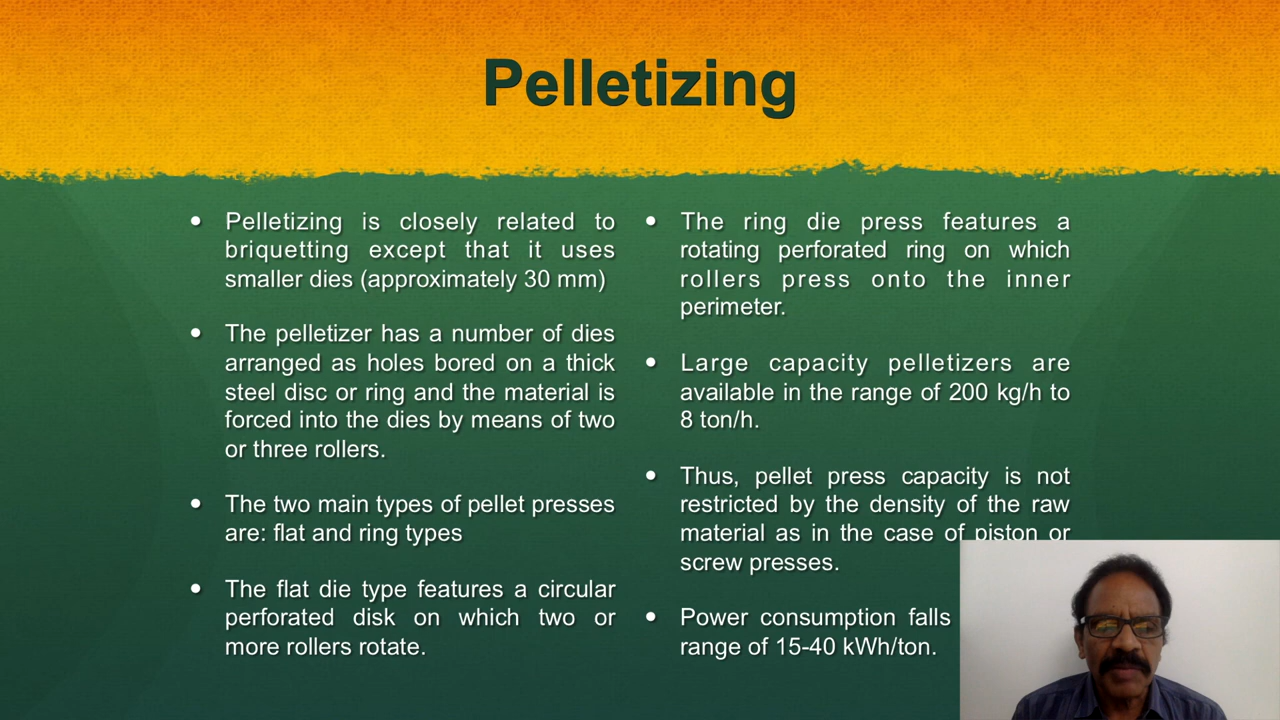 Pelletizing
• Pelletizing is closely related to
briquetting except that it uses
smaller dies (approximately 30 mm)
• The pelletizer has a number of dies
arranged as holes bored on a thick
steel disc or ring and the material is
forced into the dies by means of two
or three rollers.
• The two main types of pellet presses
are: flat and ring types
• The flat die type features a circular
perforated disk on which two or
more rollers rotate.
• The ring die press features a
rotating perforated ring on which
rollers press onto the inner
perimeter.
• Large capacity pelletizers are
available in the range of 200 kg/h to
8 ton/h.
• Thus, pellet press capacity is not
restricted by the density of the raw
material as in the case of piston or
screw presses.
• Power consumption falls
range of 15-40 kWh/ton.